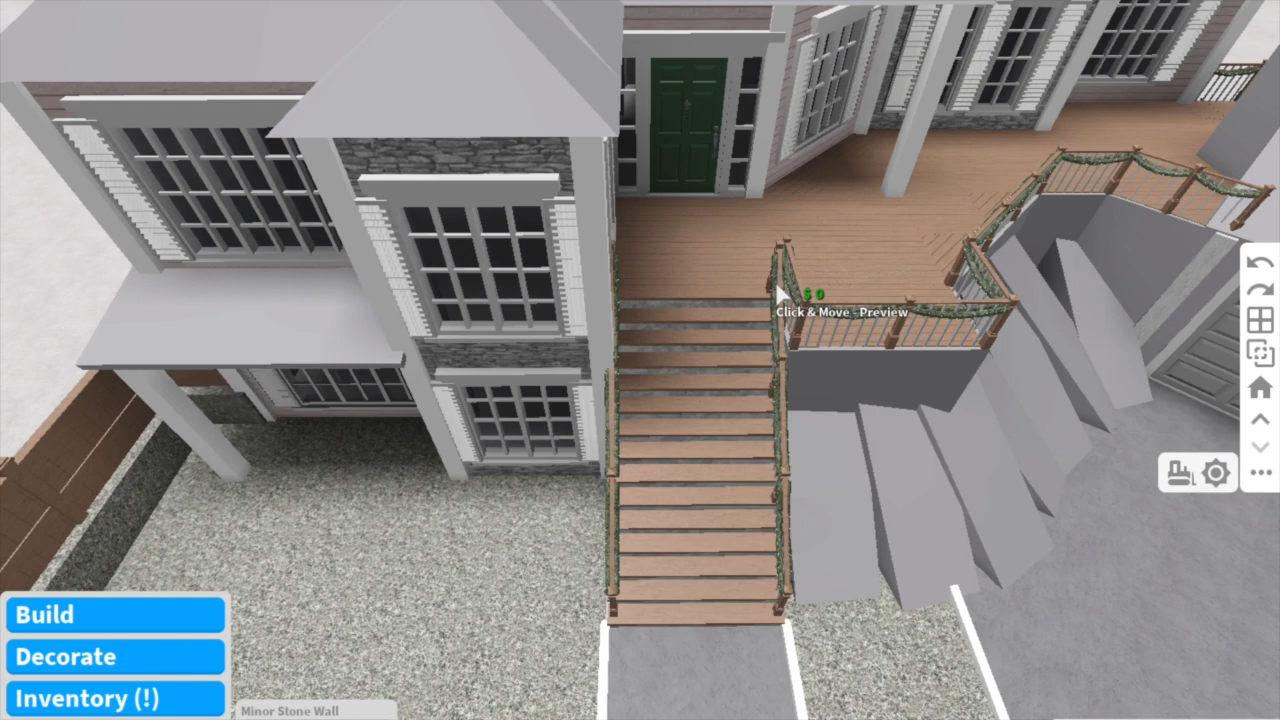 $ 0
Click & Move - Preview
Build
Decorate
Inventory (!)
Minor Stone Wall